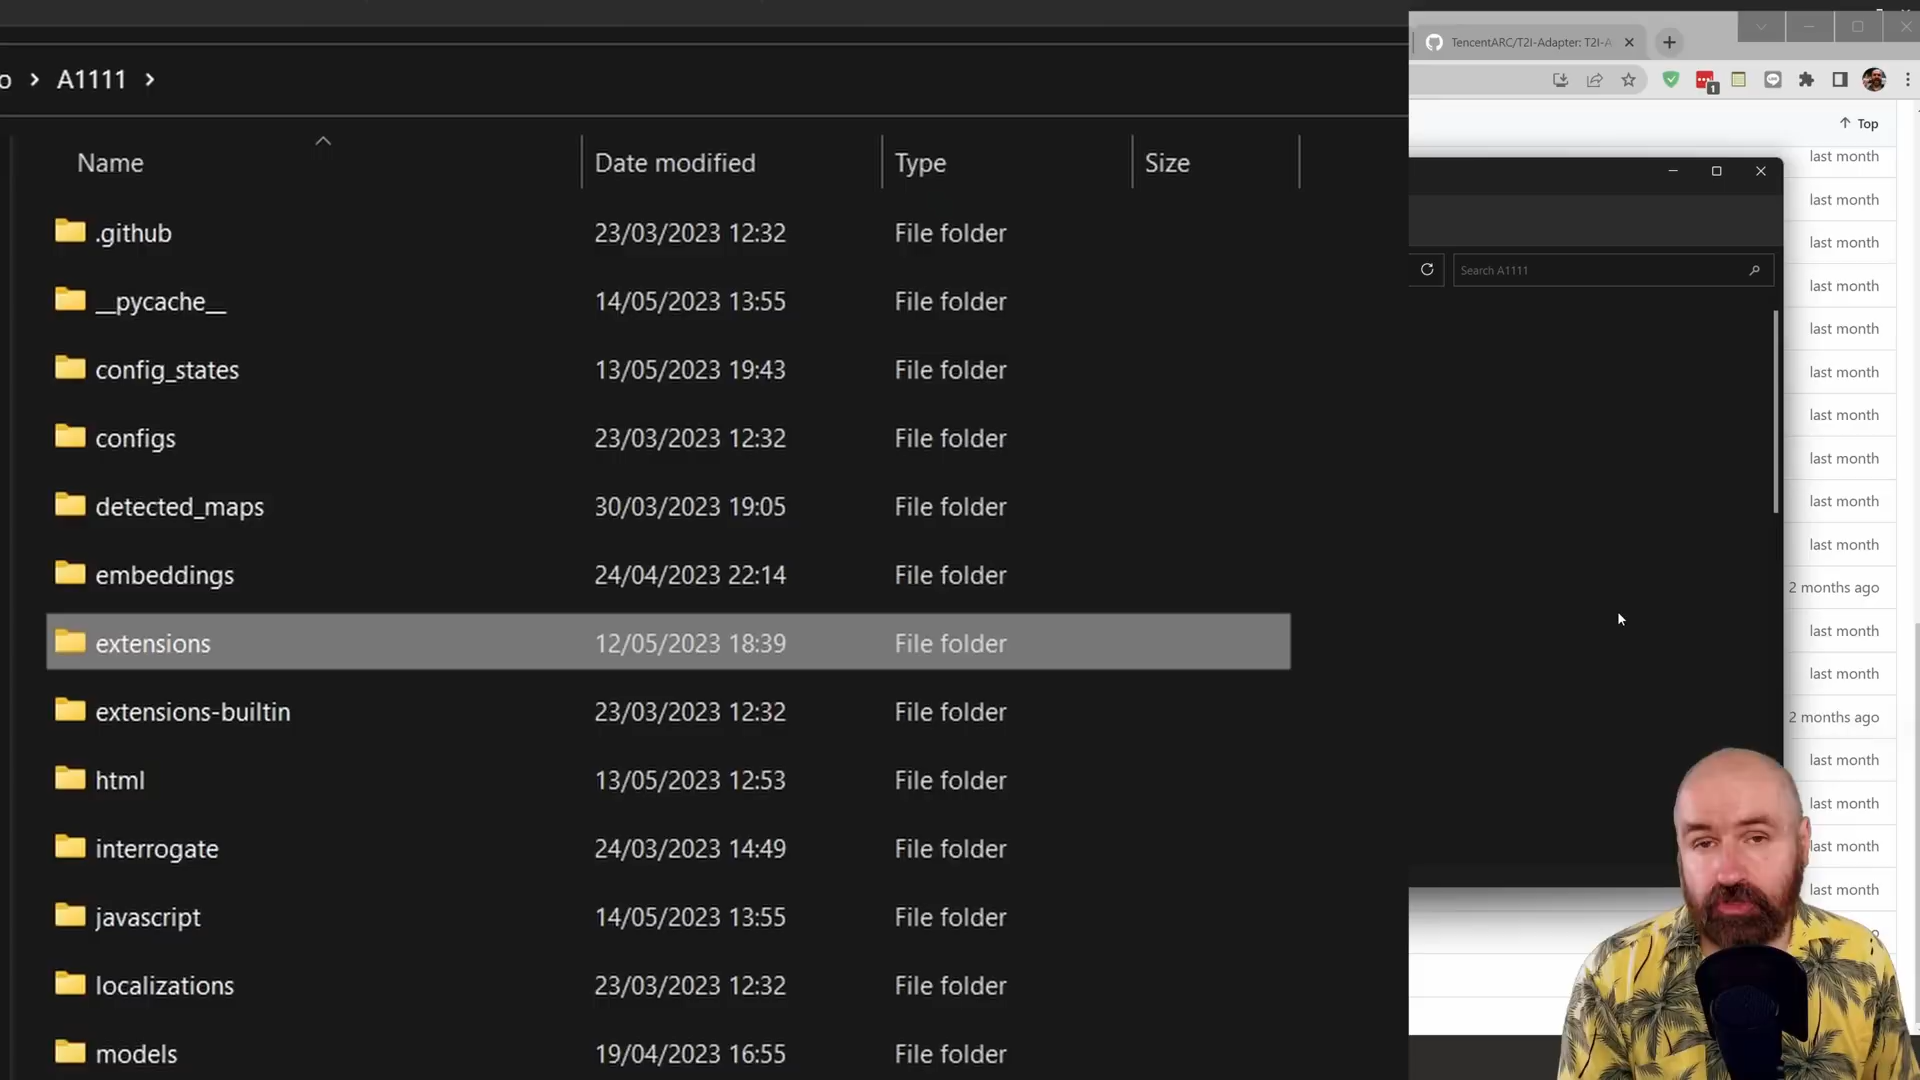 TencentARC/T2I-Adapter: T2I-A
o > A1111 >
1
Top
Name Date modified Type Size
last month
last month
.github 23/03/2023 12:32 File folder
last month
Search A1111
last month
__pycache__ 14/05/2023 13:55 File folder
last month
config_states 13/05/2023 19:43 File folder
last month
last month
configs 23/03/2023 12:32 File folder
last month
detected_maps 30/03/2023 19:05 File folder
last month
last month
embeddings 24/04/2023 22:14 File folder
2 months ago
extensions 12/05/2023 18:39 File folder
last month
last month
extensions-builtin 23/03/2023 12:32 File folder
2 months ago
last month
html 13/05/2023 12:53 File folder
last month
interrogate 24/03/2023 14:49 File folder
last month
last month
javascript 14/05/2023 13:55 File folder
localizations 23/03/2023 12:32 File folder
models 19/04/2023 16:55 File folder